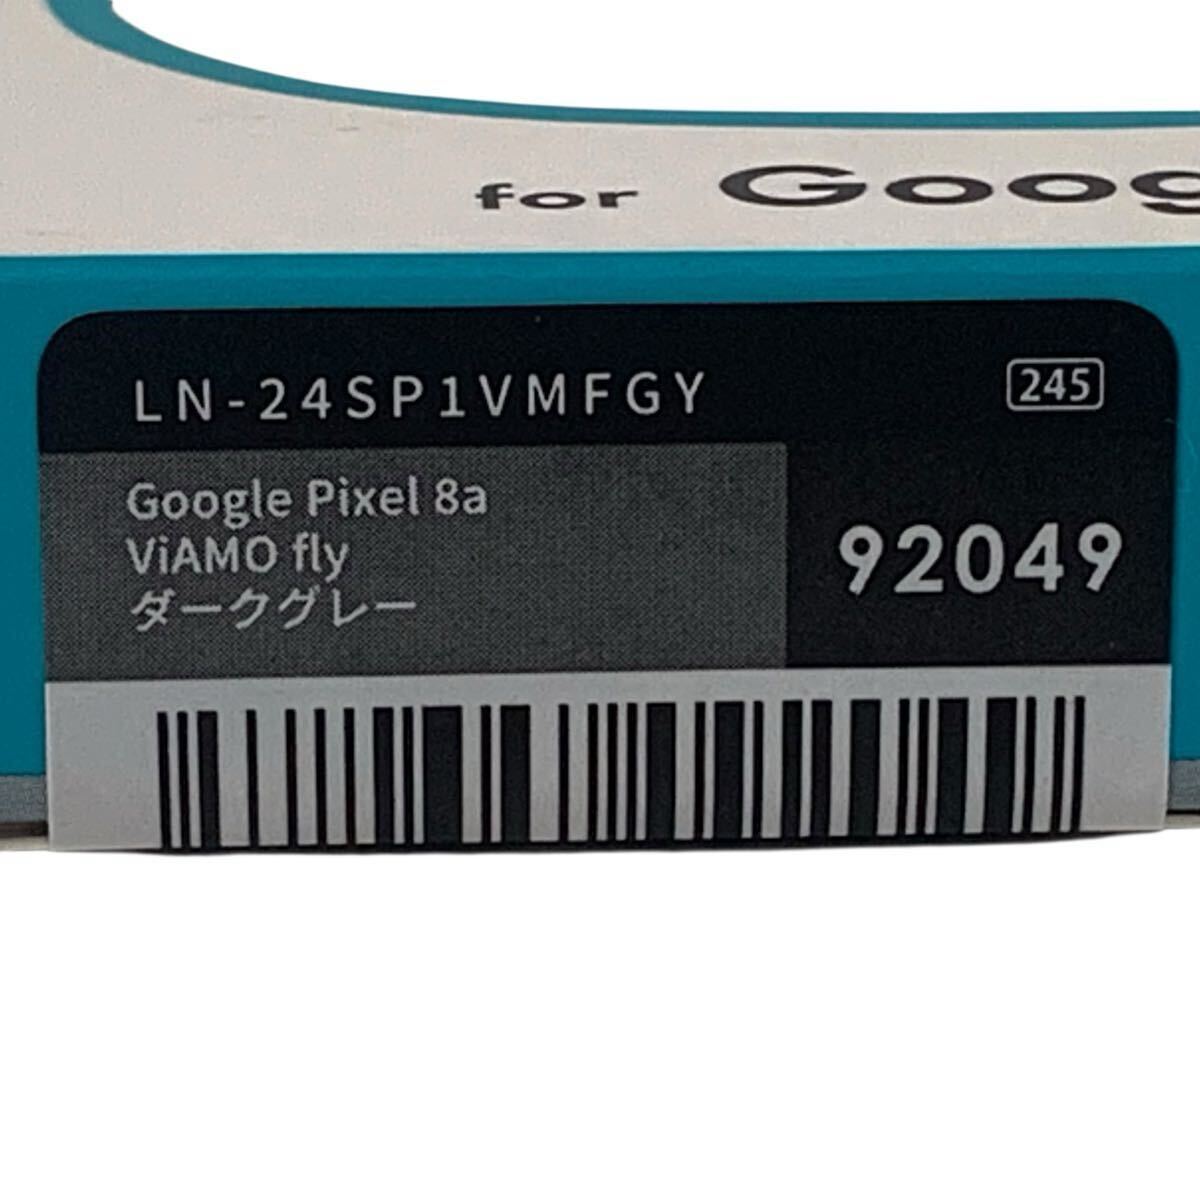 for Goog
LN-24SP1VMFGY
245
Google Pixel 8a
ViAMO fly
ダークグレー
92049